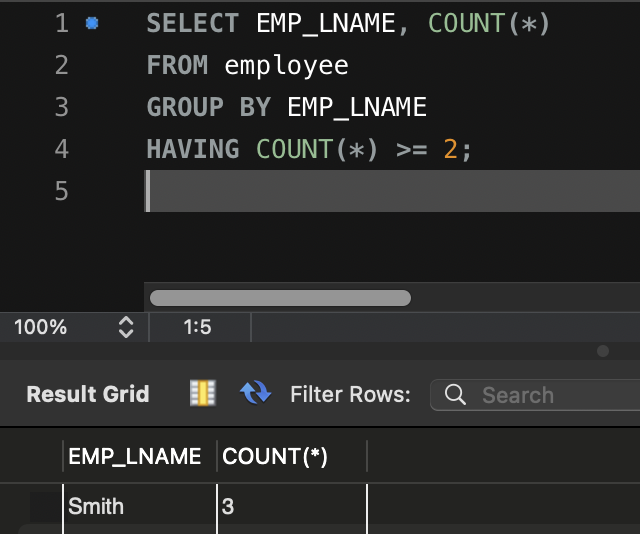 1 SELECT EMP_LNAME, COUNT(*)
2 FROM employee
3 GROUP BY EMP_LNAME
4 HAVING COUNT(*) >= 2;
5
100% 1:5
Result Grid Filter Rows: Search
EMP_LNAME COUNT(*)
Smith 3